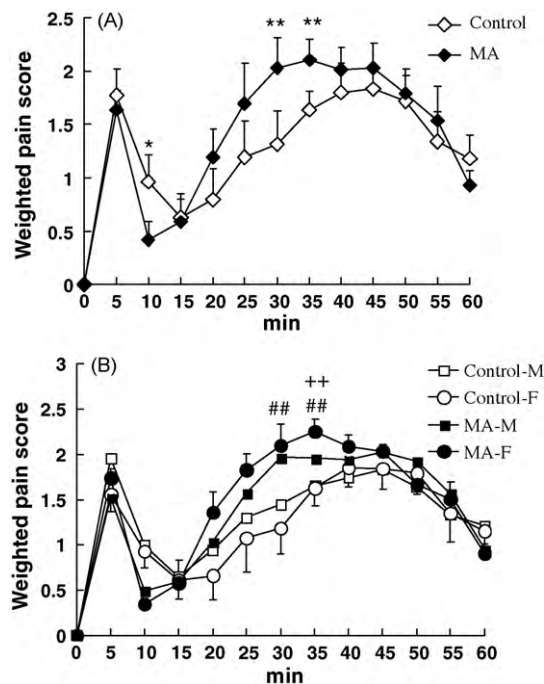 (A)
Control
MA
Weighted pain score
2.5
2
1.5
1
0.5
0
*
** **
0 5 10 15 20 25 30 35 40 45 50 55 60
min
(B)
Control-M
Control-F
MA-M
MA-F
Weighted pain score
3
2.5
2
1.5
1
0.5
0
++
## ##
0 5 10 15 20 25 30 35 40 45 50 55 60
min